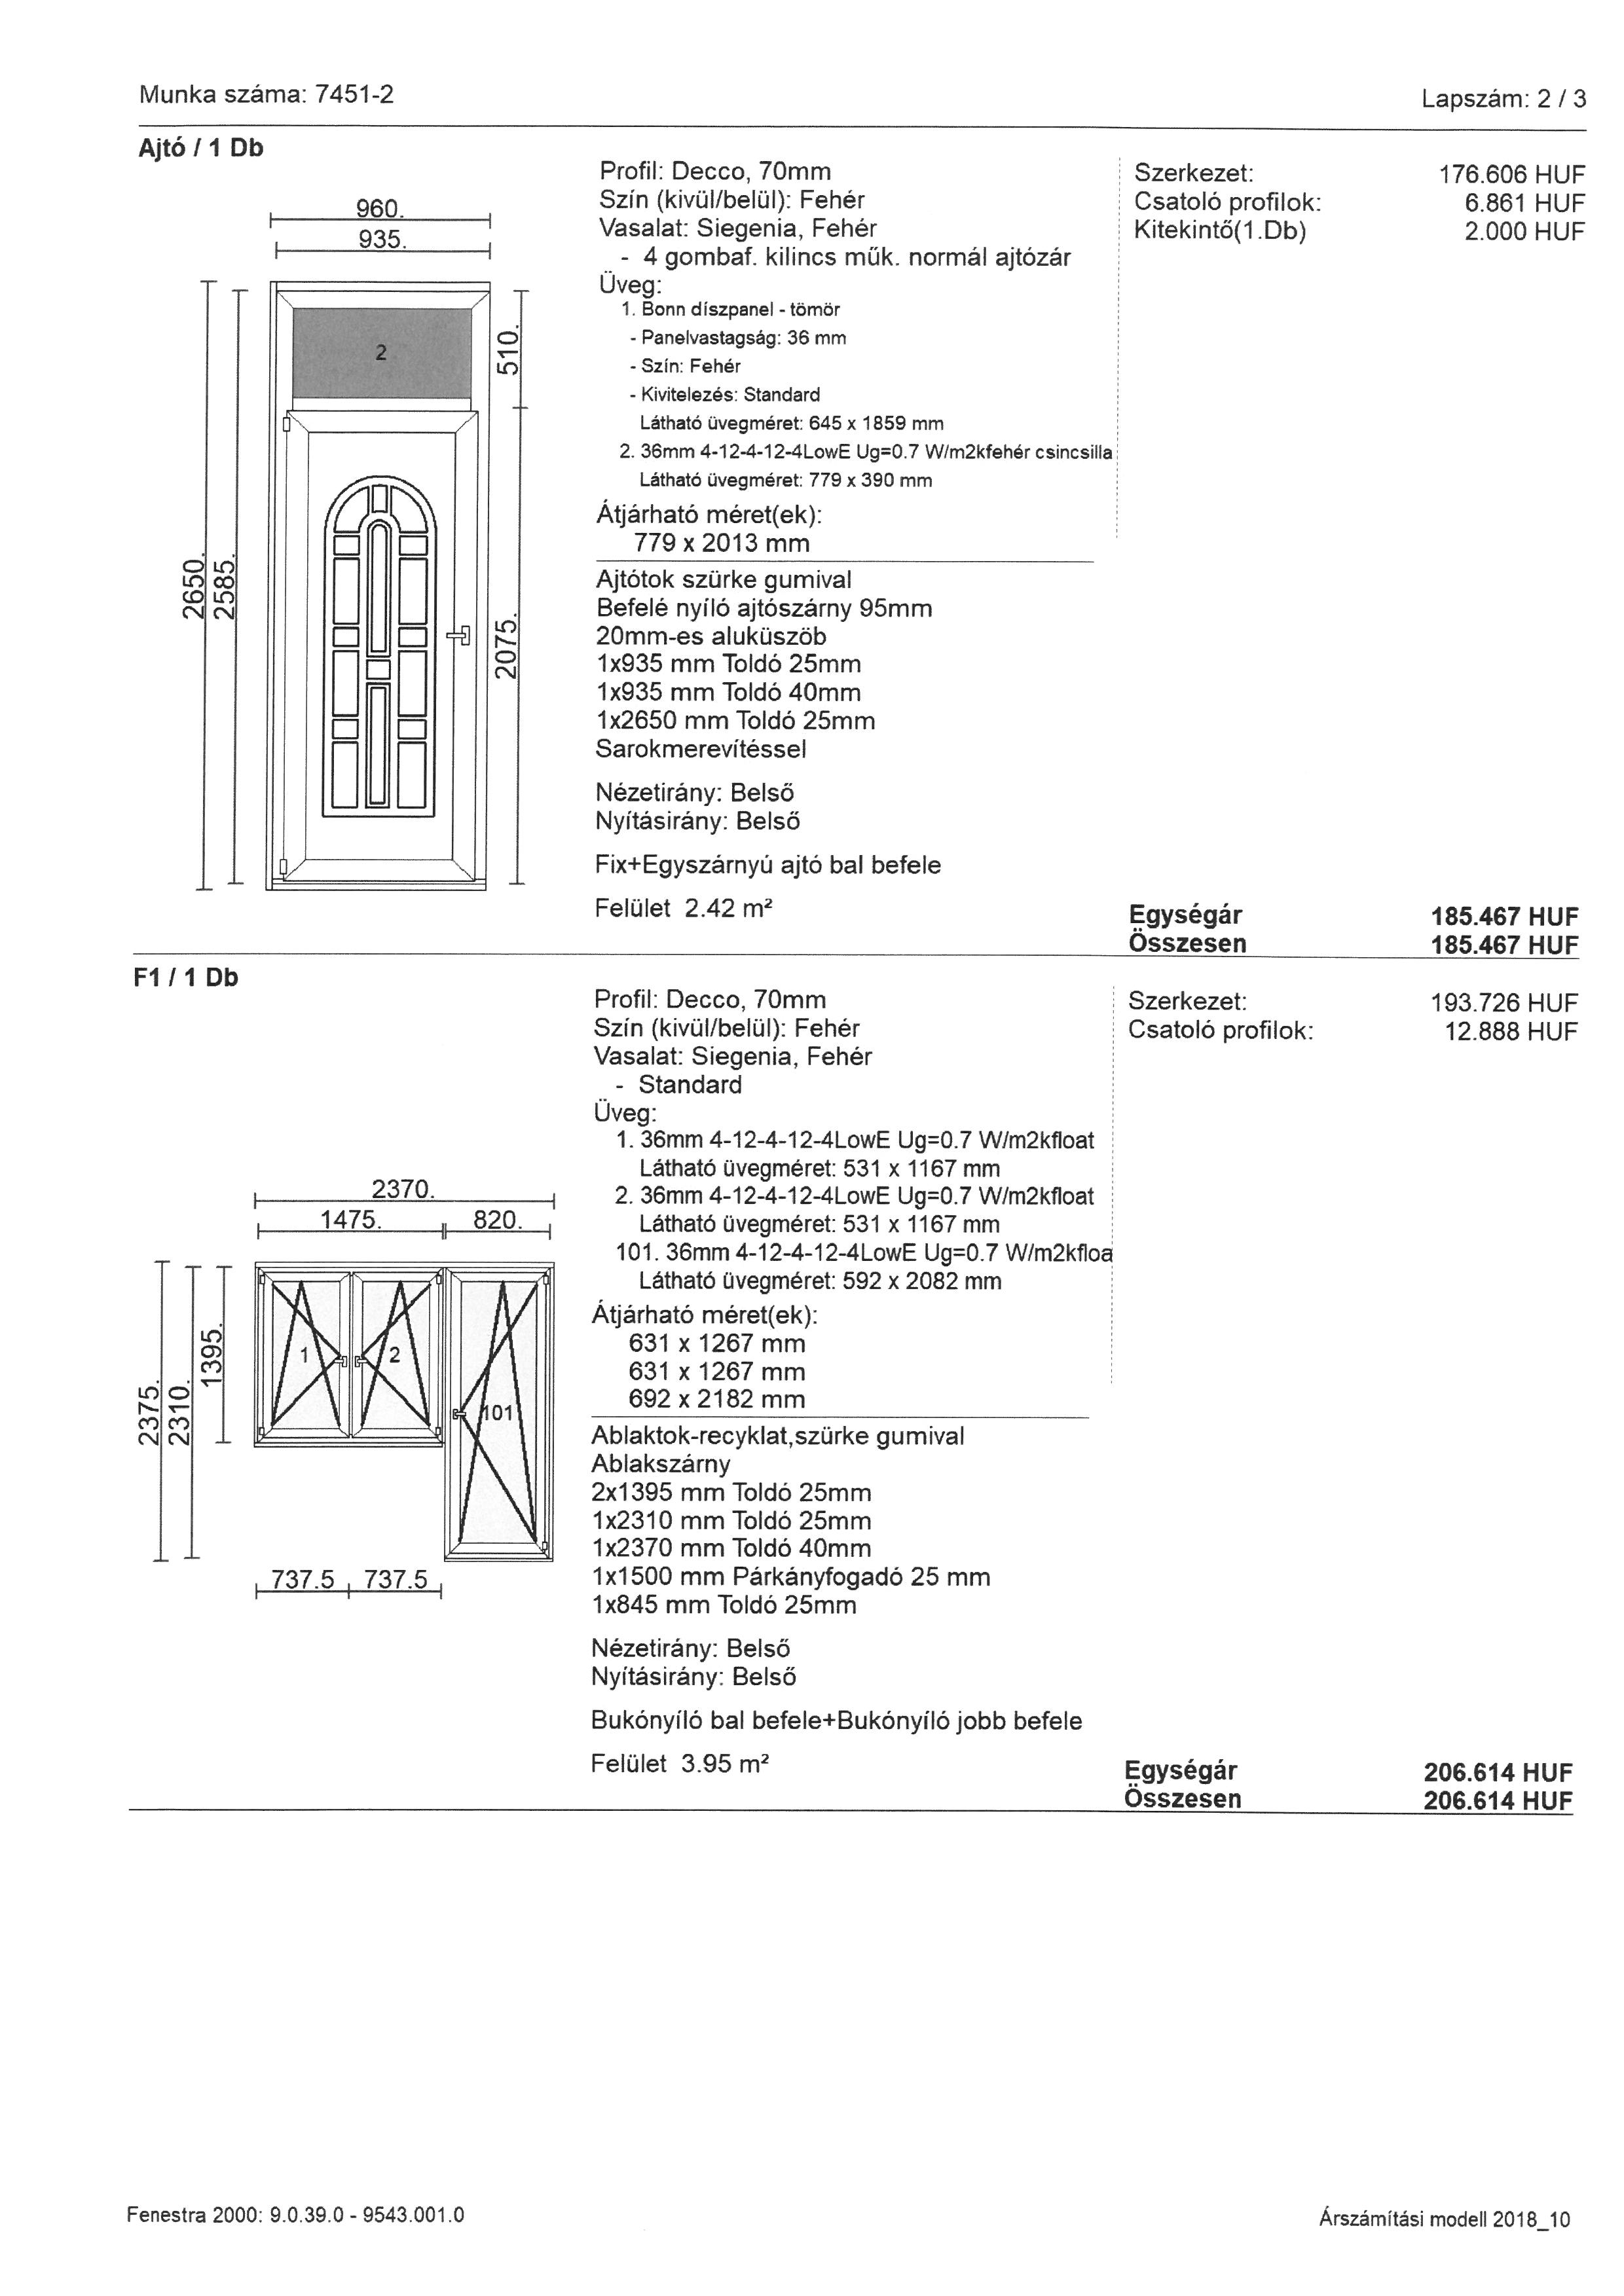 Munka száma: 7451-2
Lapszám: 2 / 3
Ajtó / 1 Db
960.
935.
2
510.
2650.
2585.
2075.
Profil: Decco, 70mm
Szín (kivül/belül): Fehér
Vasalat: Siegenia, Fehér
- 4 gombaf. kilincs műk. normál ajtózár
Üveg:
1. Bonn díszpanel - tömör
- Panelvastagság: 36 mm
- Szín: Fehér
- Kivitelezés: Standard
Látható üvegméret: 645 x 1859 mm
2. 36mm 4-12-4-12-4LowE Ug=0.7 W/m2kfehér csincsilla
Látható üvegméret: 779 x 390 mm
Átjárható méret(ek):
779 x 2013 mm
Ajtótok szürke gumival
Befelé nyíló ajtószárny 95mm
20mm-es aluküszöb
1x935 mm Toldó 25mm
1x935 mm Toldó 40mm
1x2650 mm Toldó 25mm
Sarokmerevítéssel
Nézetirány: Belső
Nyításirány: Belső
Fix+Egyszárnyú ajtó bal befele
Felület 2.42 m²
Szerkezet: 176.606 HUF
Csatoló profilok: 6.861 HUF
Kitekintő(1.Db) 2.000 HUF
Egységár 185.467 HUF
Összesen 185.467 HUF
F1 / 1 Db
2370.
1475. 820.
2375.
2310.
1395.
1
2
101
737.5 737.5
Profil: Decco, 70mm
Szín (kivül/belül): Fehér
Vasalat: Siegenia, Fehér
- Standard
Üveg:
1. 36mm 4-12-4-12-4LowE Ug=0.7 W/m2kfloat
Látható üvegméret: 531 x 1167 mm
2. 36mm 4-12-4-12-4LowE Ug=0.7 W/m2kfloat
Látható üvegméret: 531 x 1167 mm
101. 36mm 4-12-4-12-4LowE Ug=0.7 W/m2kfloa
Látható üvegméret: 592 x 2082 mm
Átjárható méret(ek):
631 x 1267 mm
631 x 1267 mm
692 x 2182 mm
Ablaktok-recyklat,szürke gumival
Ablakszárny
2x1395 mm Toldó 25mm
1x2310 mm Toldó 25mm
1x2370 mm Toldó 40mm
1x1500 mm Párkányfogadó 25 mm
1x845 mm Toldó 25mm
Nézetirány: Belső
Nyításirány: Belső
Bukónyíló bal befele+Bukónyíló jobb befele
Felület 3.95 m²
Szerkezet: 193.726 HUF
Csatoló profilok: 12.888 HUF
Egységár 206.614 HUF
Összesen 206.614 HUF
Fenestra 2000: 9.0.39.0 - 9543.001.0
Árszámítási modell 2018_10